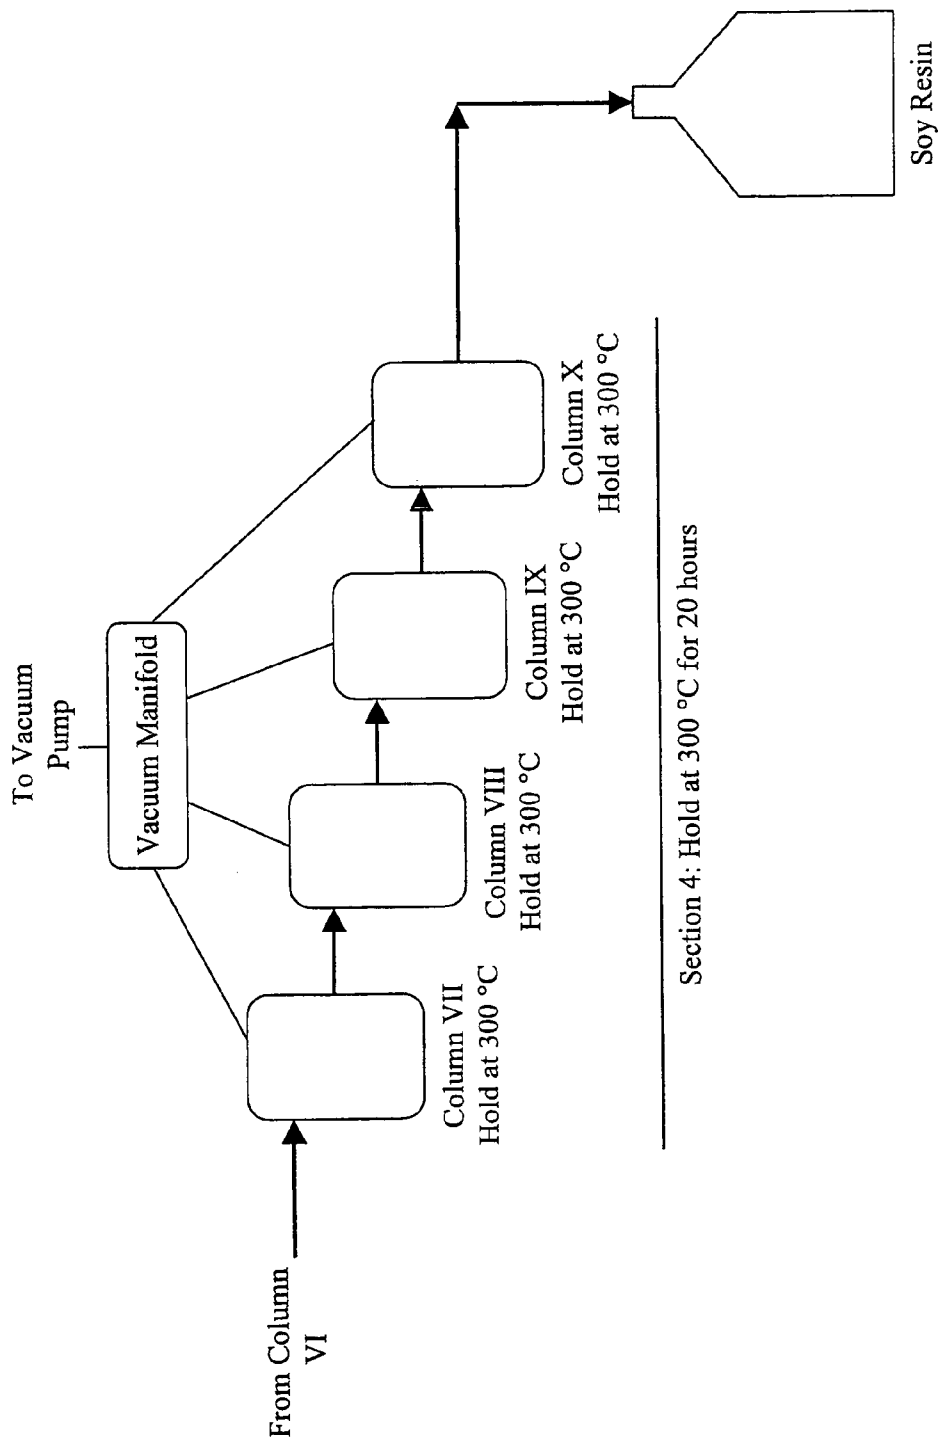 To Vacuum
Pump
Vacuum Manifold
From Column
VI
Column VII
Hold at 300 °C
Column VIII
Hold at 300 °C
Column IX
Hold at 300 °C
Column X
Hold at 300 °C
Section 4: Hold at 300 °C for 20 hours
Soy Resin